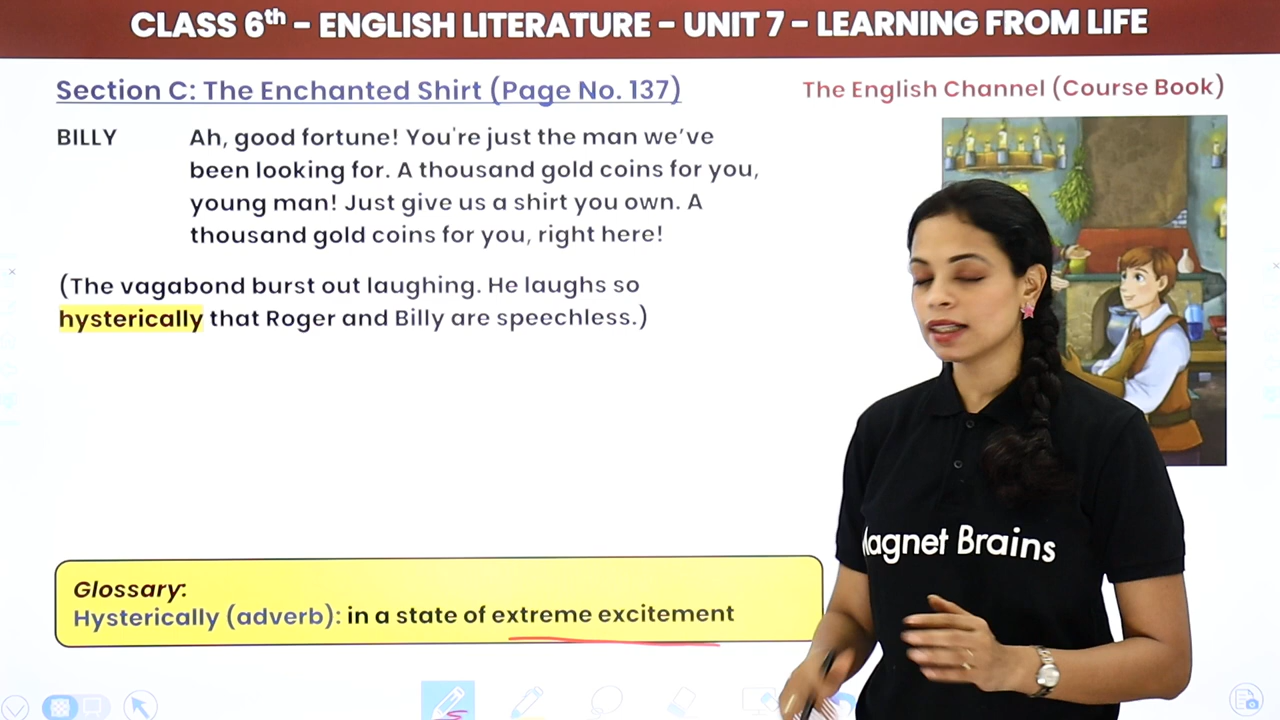 CLASS 6th – ENGLISH LITERATURE – UNIT 7 – LEARNING FROM LIFE
Section C: The Enchanted Shirt (Page No. 137)
The English Channel (Course Book)
BILLY Ah, good fortune! You're just the man we've
been looking for. A thousand gold coins for you,
young man! Just give us a shirt you own. A
thousand gold coins for you, right here!
(The vagabond burst out laughing. He laughs so
hysterically that Roger and Billy are speechless.)
Glossary:
Hysterically (adverb): in a state of extreme excitement
Magnet Brains